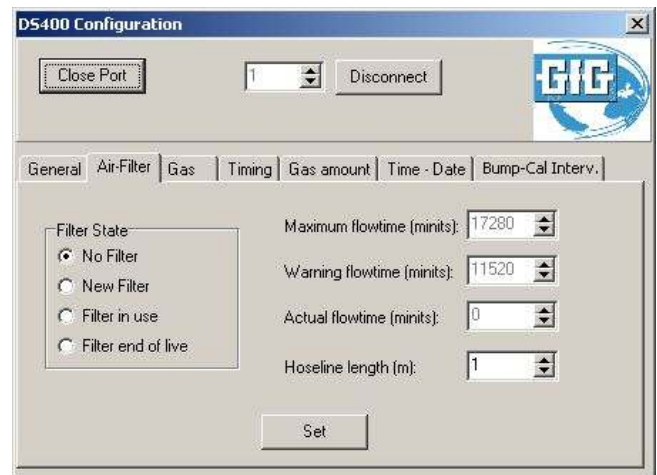 DS400 Configuration
Close Port
1
Disconnect
GfG
General
Air-Filter
Gas
Timing
Gas amount
Time - Date
Bump-Cal Interv.
Filter State
No Filter
New Filter
Filter in use
Filter end of live
Maximum flowtime (minits): 17280
Warning flowtime (minits): 11520
Actual flowtime (minits): 0
Hoseline length (m): 1
Set